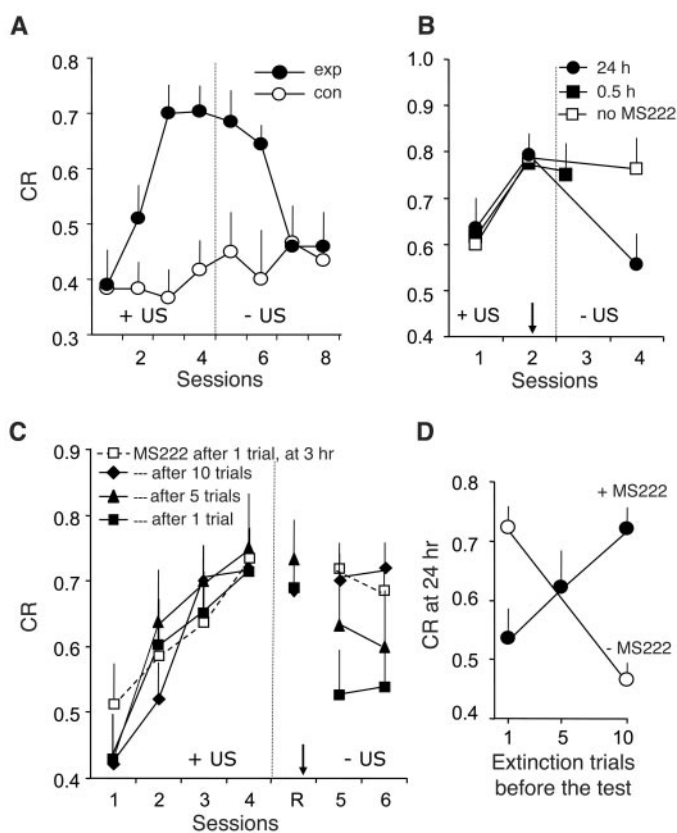 A
0.8
0.7
0.6
0.5
0.4
0.3
CR
exp
con
+ US
- US
2 4 6 8
Sessions
B
1.0
0.9
0.8
0.7
0.6
0.5
0.4
24 h
0.5 h
no MS222
+ US
- US
1 2 3 4
Sessions
C
0.9
0.8
0.7
0.6
0.5
0.4
CR
MS222 after 1 trial, at 3 hr
--- after 10 trials
--- after 5 trials
--- after 1 trial
+ US
- US
1 2 3 4 R 5 6
Sessions
D
0.8
0.7
0.6
0.5
0.4
CR at 24 hr
+ MS222
- MS222
1 5 10
Extinction trials
before the test